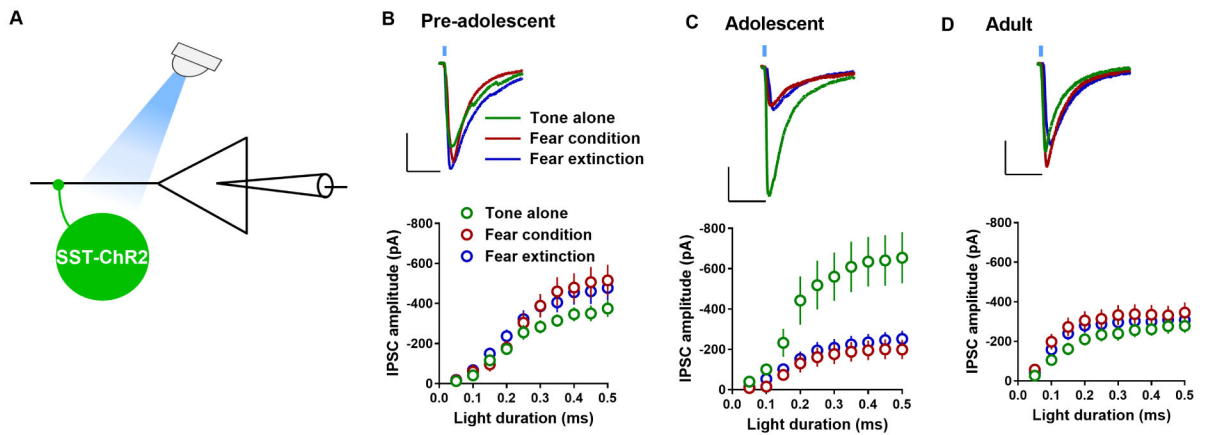 A
SST-ChR2
B Pre-adolescent
Tone alone
Fear condition
Fear extinction
Tone alone
Fear condition
Fear extinction
IPSC amplitude (pA)
-800
-600
-400
-200
0
0.0 0.1 0.2 0.3 0.4 0.5
Light duration (ms)
C Adolescent
IPSC amplitude (pA)
-800
-600
-400
-200
0
0.0 0.1 0.2 0.3 0.4 0.5
Light duration (ms)
D Adult
IPSC amplitude (pA)
-800
-600
-400
-200
0
0.0 0.1 0.2 0.3 0.4 0.5
Light duration (ms)